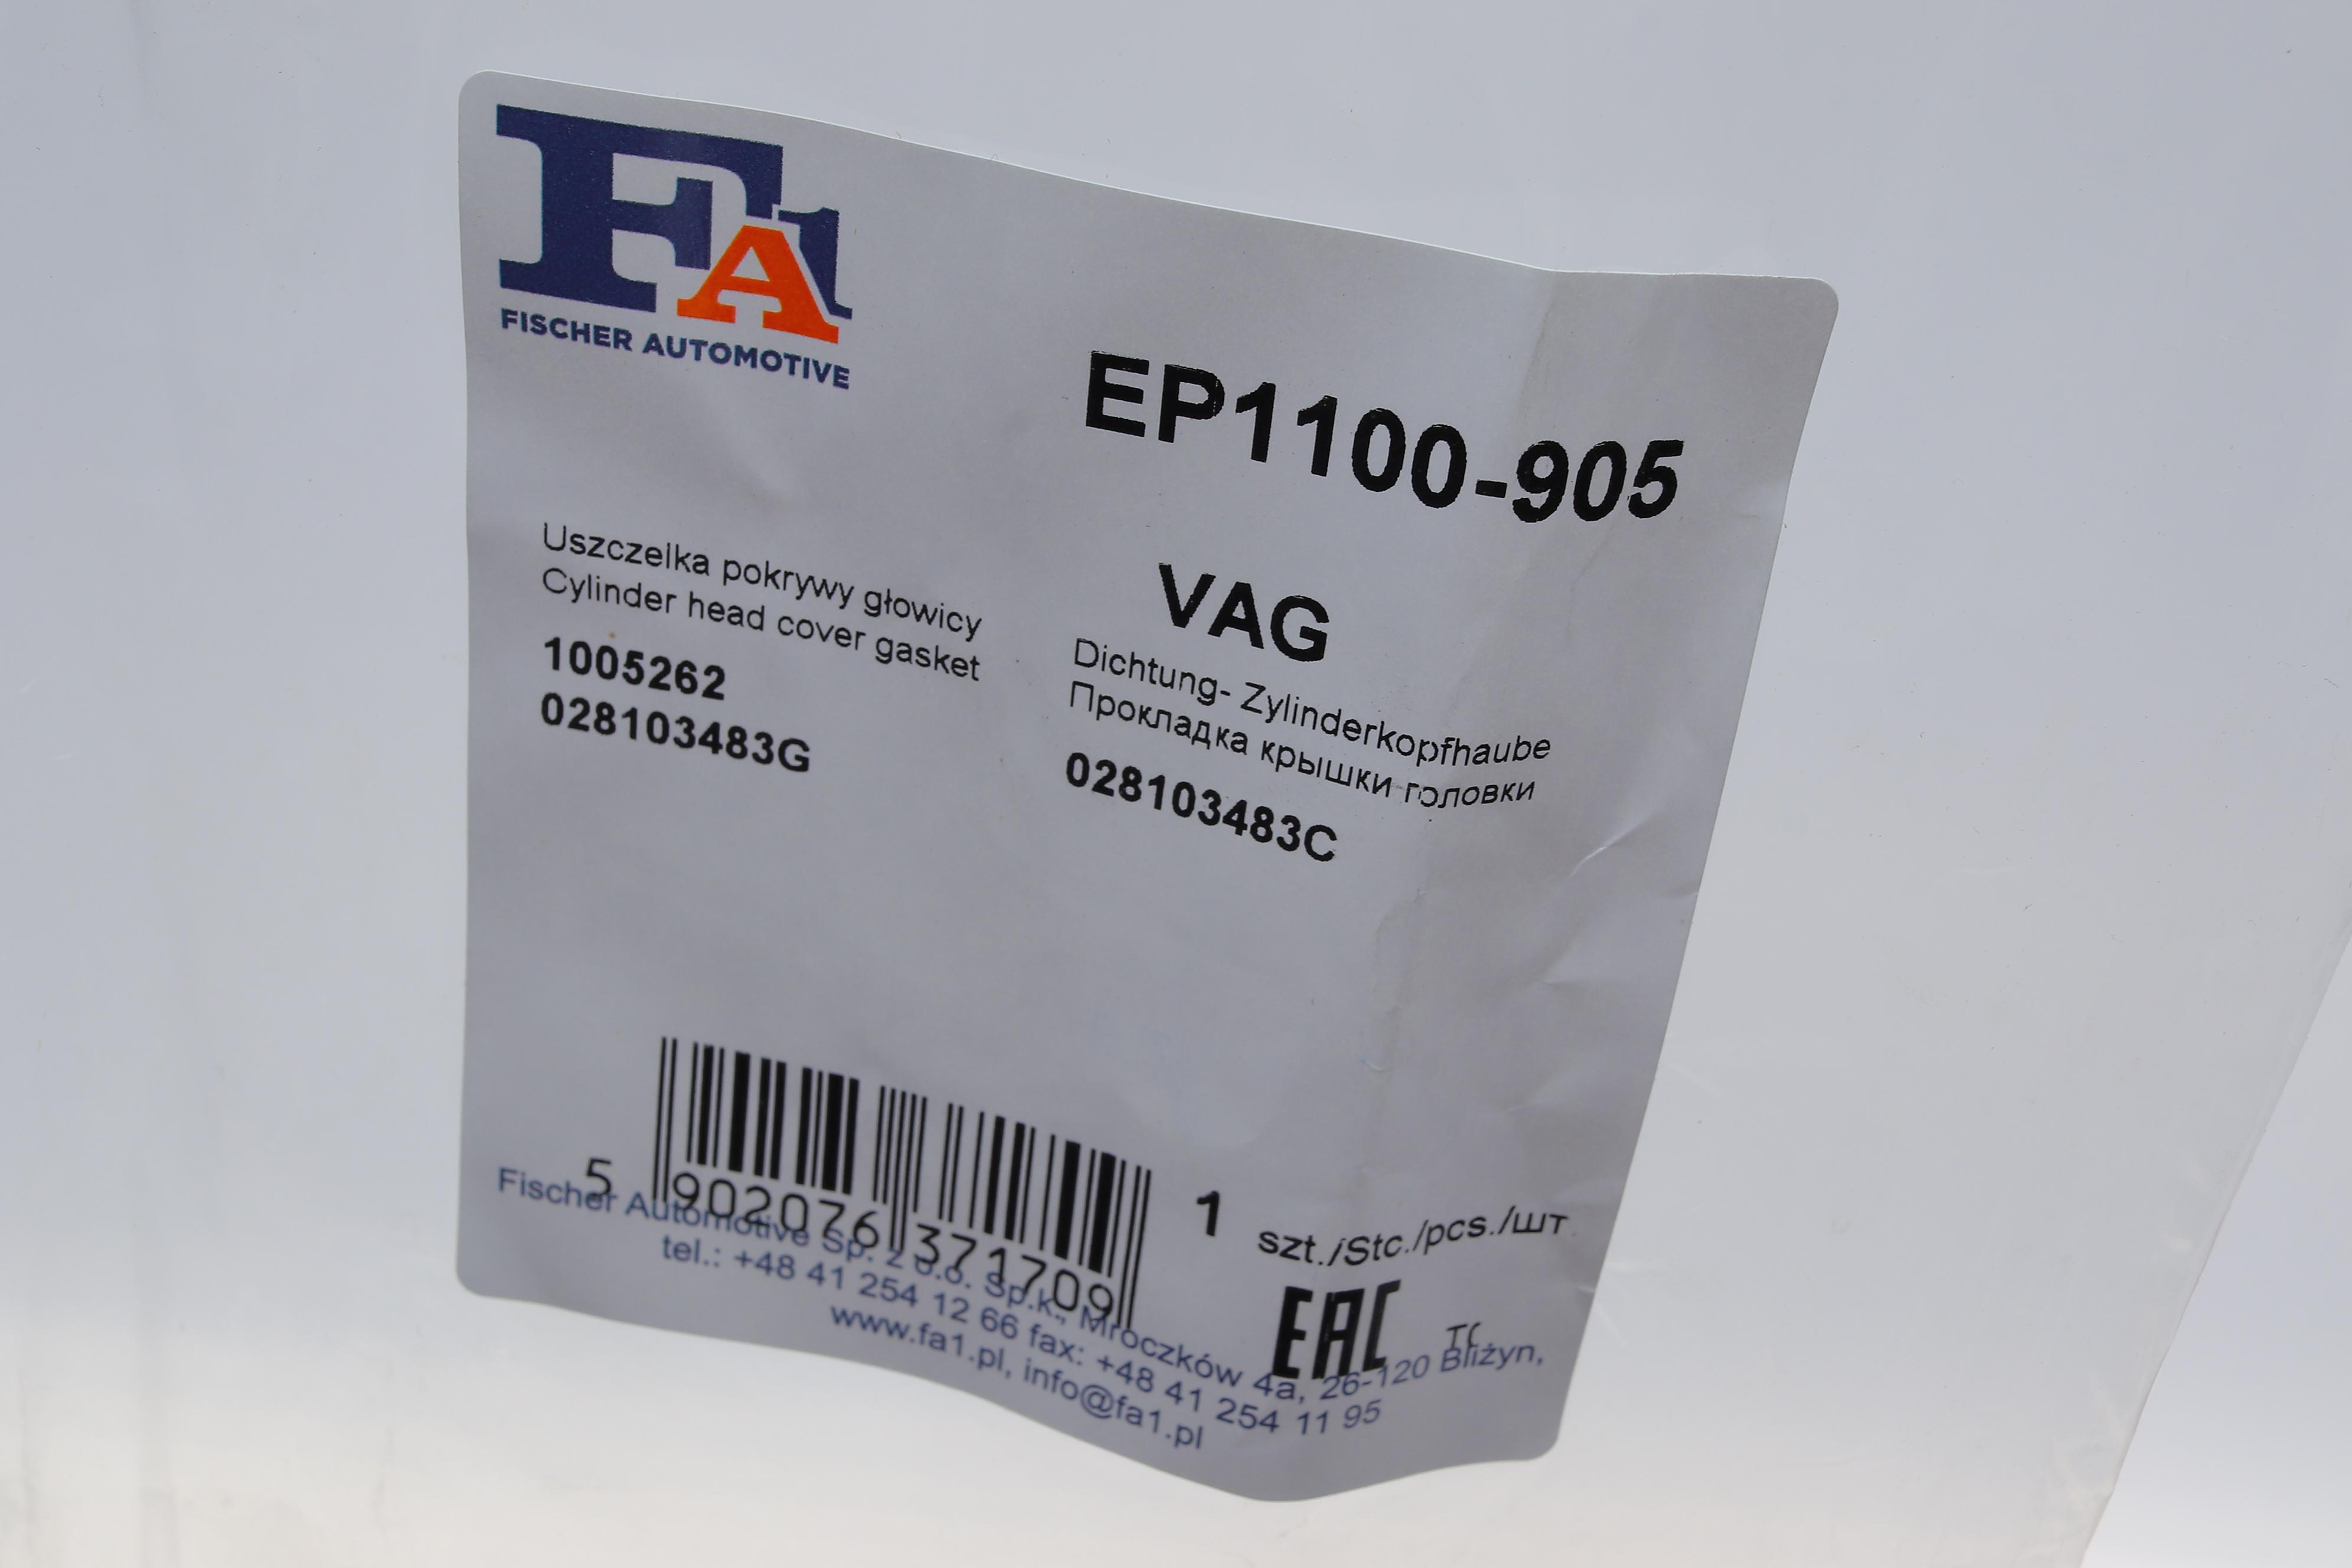 FA1
FISCHER AUTOMOTIVE
EP1100-905
VAG
Uszczelka pokrywy głowicy
Cylinder head cover gasket
1005262
028103483G
Dichtung- Zylinderkopfhaube
Прокладка крышки головки
028103483C
5 902076 371709
1 szt./Stc./pcs./шт.
EAC
TC
Fischer Automotive Sp. z o.o. Sp.k., Mroczków 4a, 26-120 Bliżyn,
tel.: +48 41 254 12 66 fax: +48 41 254 11 95
www.fa1.pl, info@fa1.pl